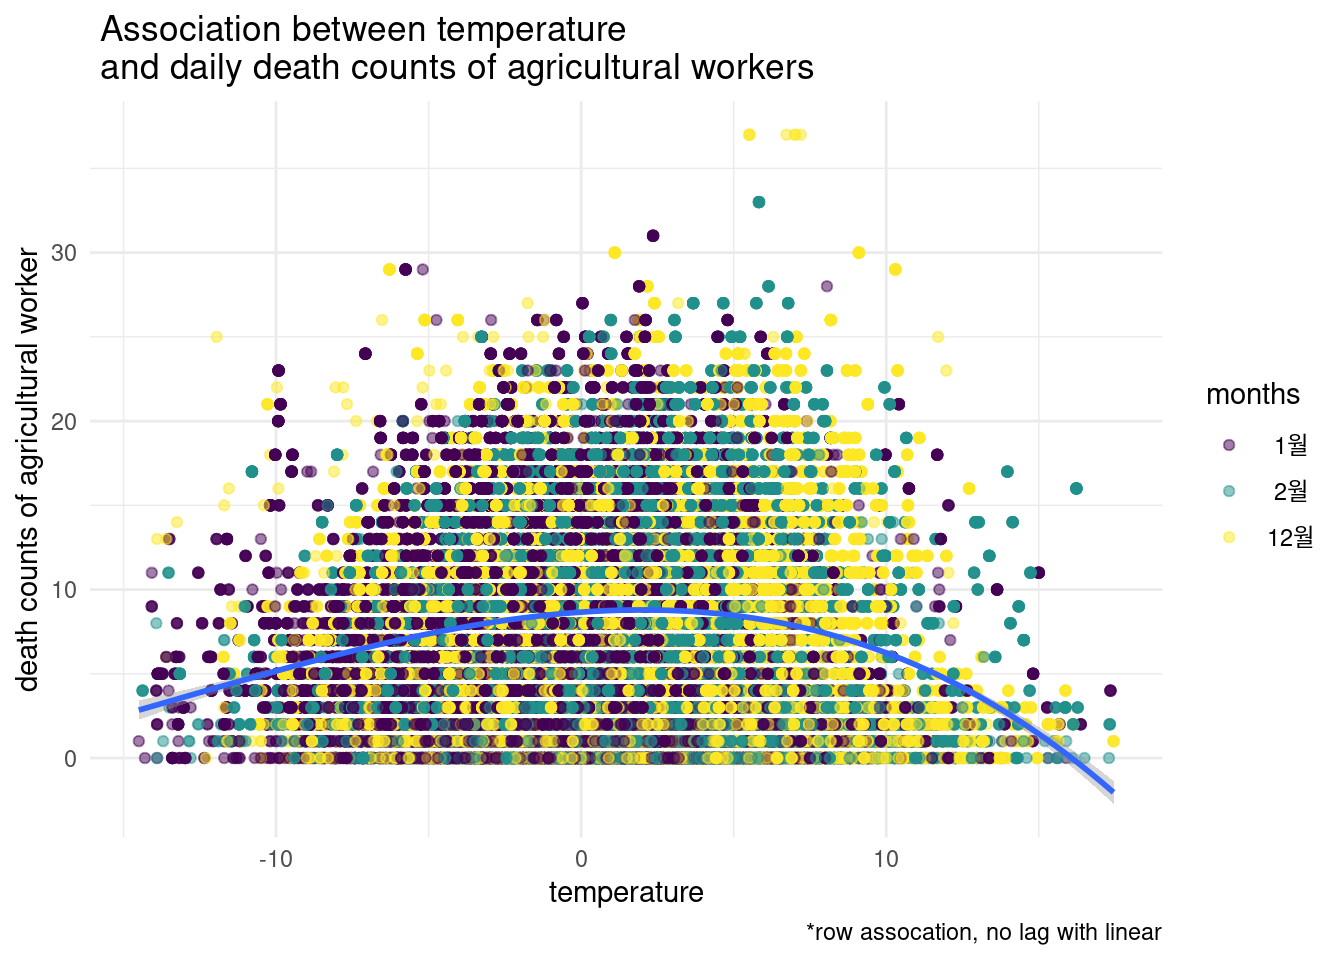 Association between temperature
and daily death counts of agricultural workers
death counts of agricultural worker
30
20
10
0
-10
0
10
temperature
months
1월
2월
12월
*row assocation, no lag with linear